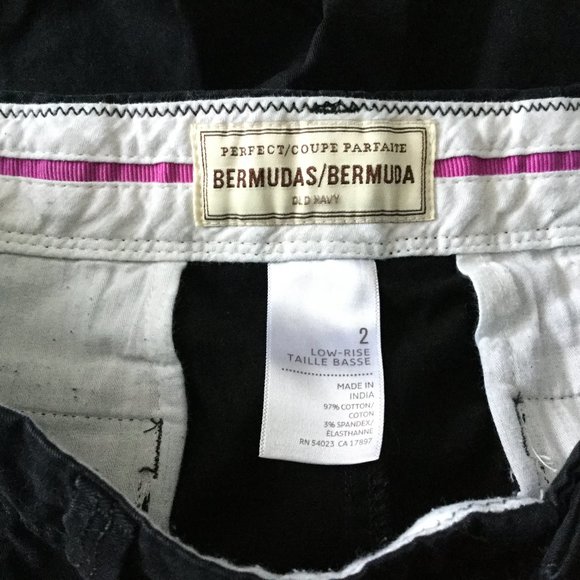 PERFECT/COUPE PARFAITE
BERMUDAS/BERMUDA
OLD NAVY
2
LOW-RISE
TAILLE BASSE
MADE IN
INDIA
97% COTTON/
COTON
3% SPANDEX/
ÉLASTHANNE
RN 54023 CA 17897